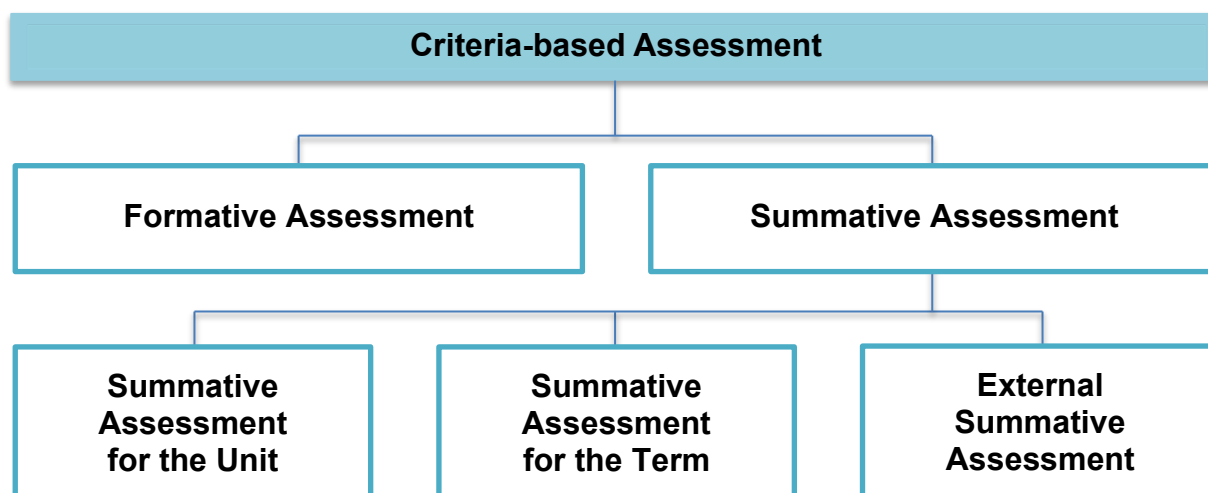 Criteria-based Assessment
Formative Assessment
Summative Assessment
Summative
Assessment
for the Unit
Summative
Assessment
for the Term
External
Summative
Assessment